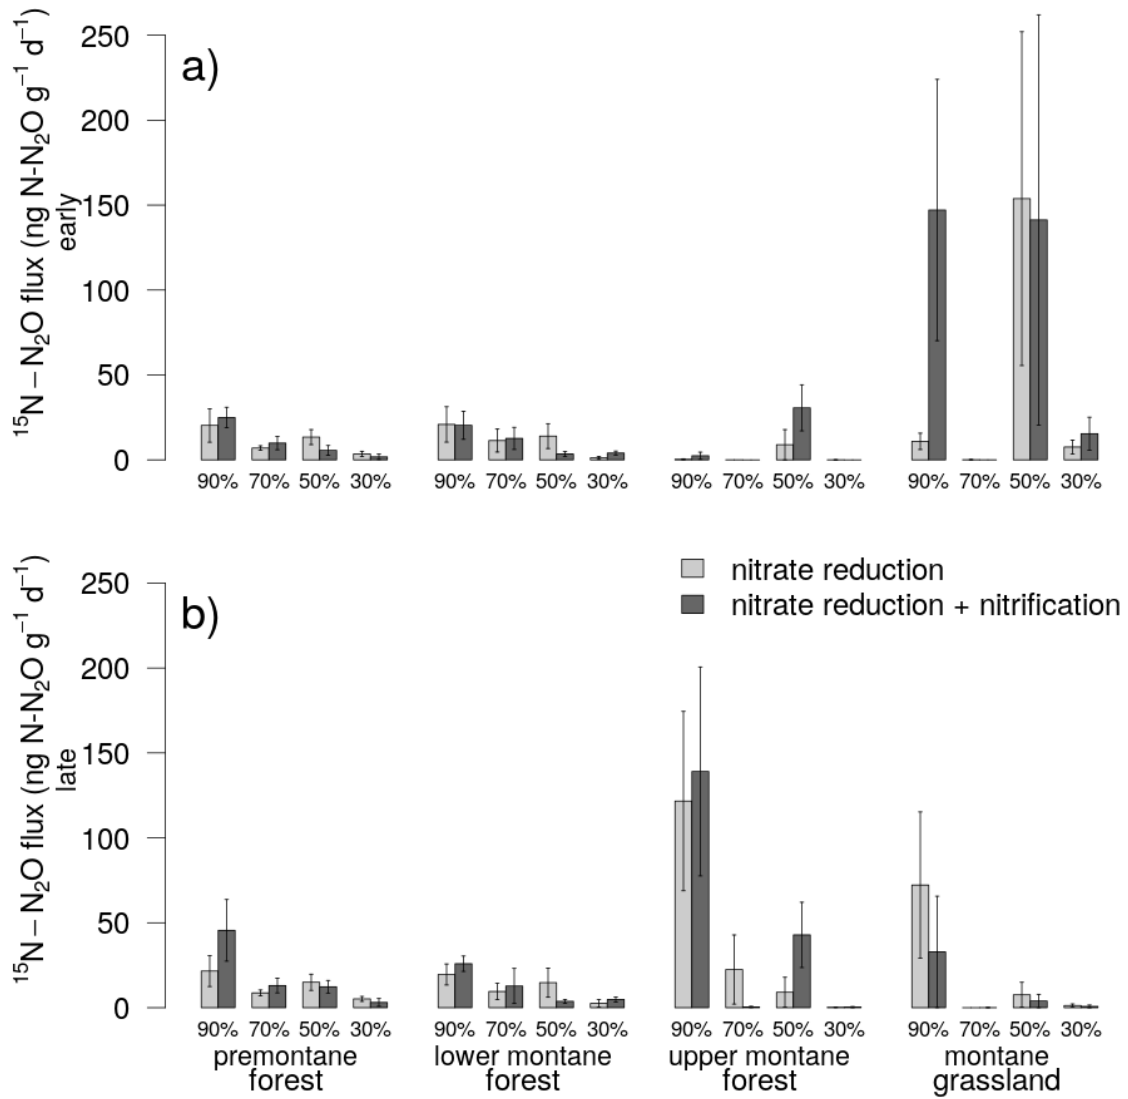 a)
¹⁵N − N₂O flux (ng N-N₂O g⁻¹ d⁻¹)
early
250
200
150
100
50
0
90% 70% 50% 30% 90% 70% 50% 30% 90% 70% 50% 30% 90% 70% 50% 30%
nitrate reduction
nitrate reduction + nitrification
b)
¹⁵N − N₂O flux (ng N-N₂O g⁻¹ d⁻¹)
late
250
200
150
100
50
0
90% 70% 50% 30% 90% 70% 50% 30% 90% 70% 50% 30% 90% 70% 50% 30%
premontane lower montane upper montane montane
forest forest forest grassland